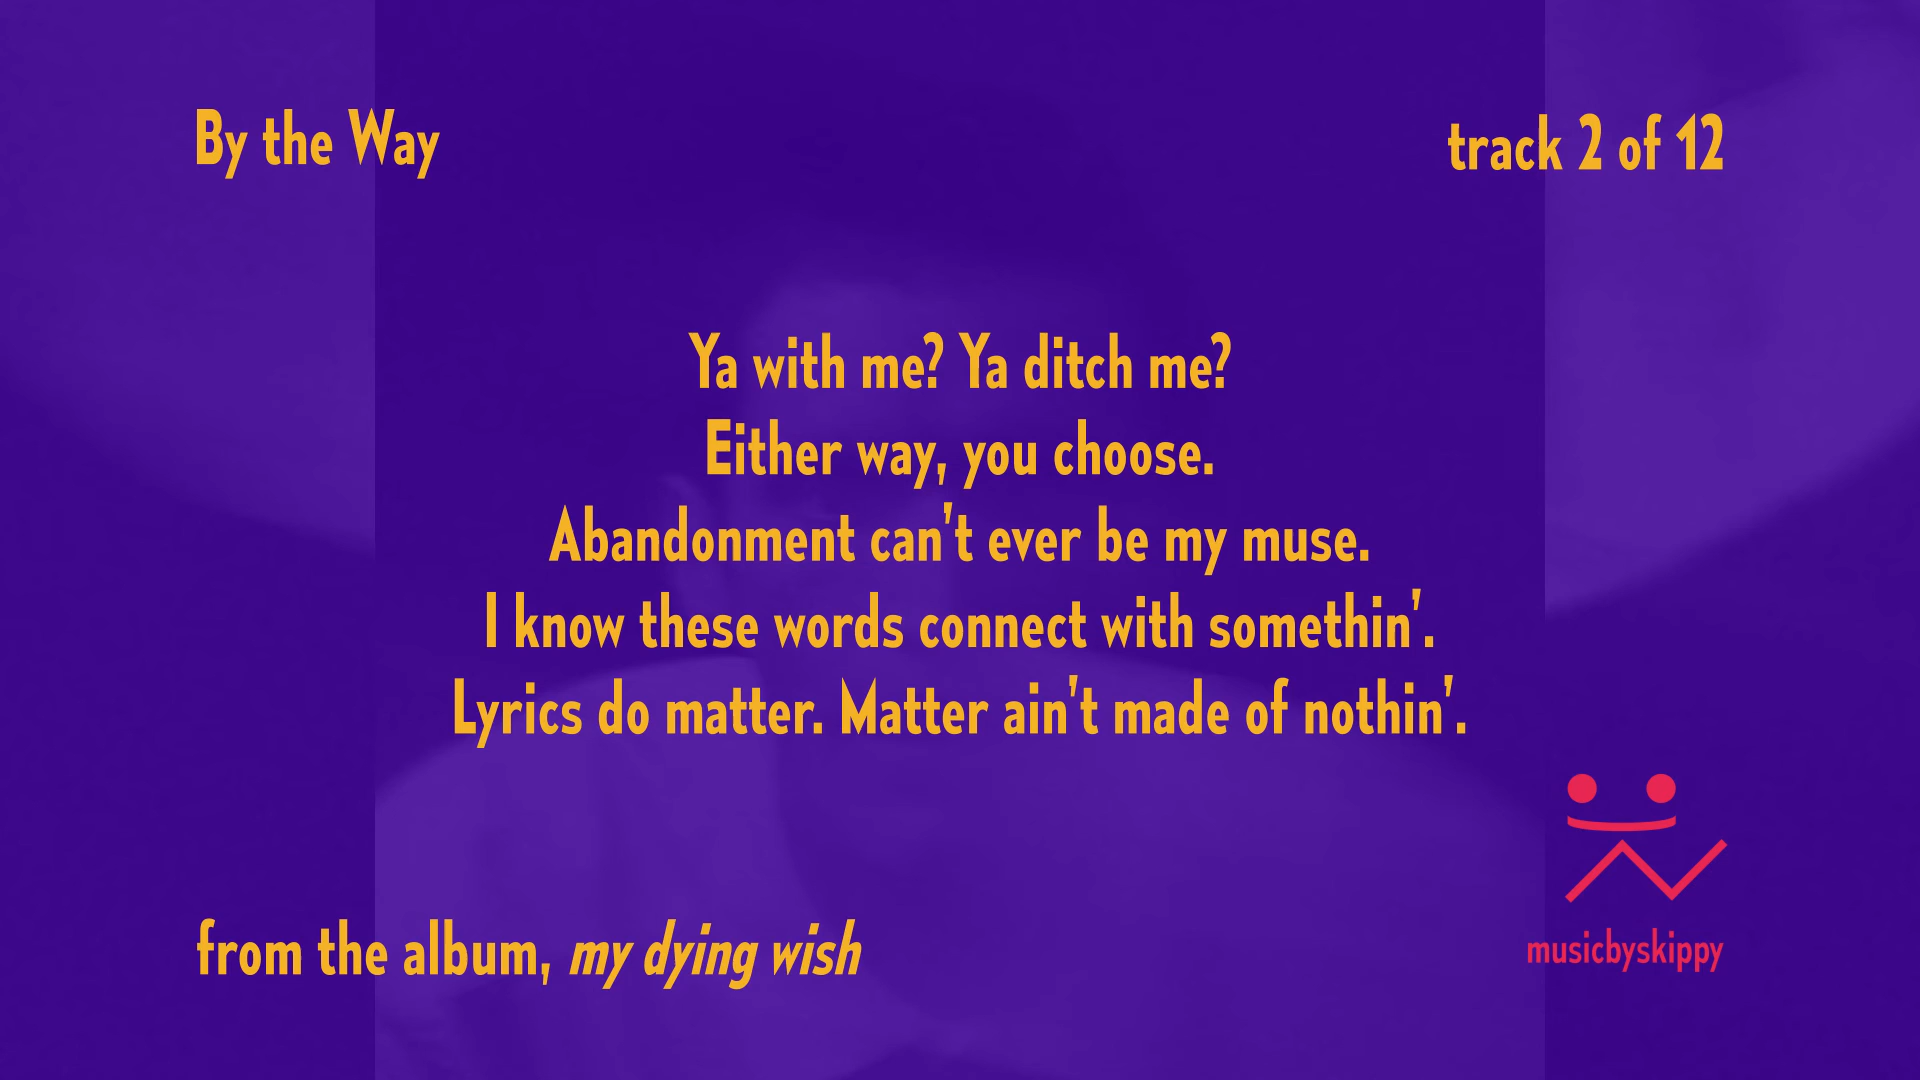 By the Way
track 2 of 12
Ya with me? Ya ditch me?
Either way, you choose.
Abandonment can't ever be my muse.
I know these words connect with somethin'.
Lyrics do matter. Matter ain't made of nothin'.
from the album, my dying wish
musicbyskippy